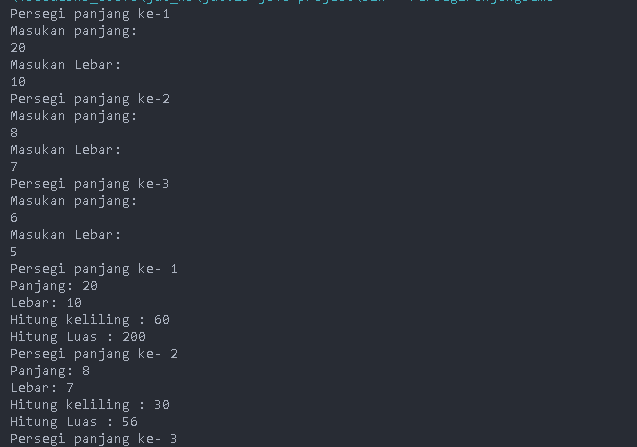 Persegi panjang ke-1
Masukan panjang:
20
Masukan Lebar:
10
Persegi panjang ke-2
Masukan panjang:
8
Masukan Lebar:
7
Persegi panjang ke-3
Masukan panjang:
6
Masukan Lebar:
5
Persegi panjang ke- 1
Panjang: 20
Lebar: 10
Hitung keliling : 60
Hitung Luas : 200
Persegi panjang ke- 2
Panjang: 8
Lebar: 7
Hitung keliling : 30
Hitung Luas : 56
Persegi panjang ke- 3